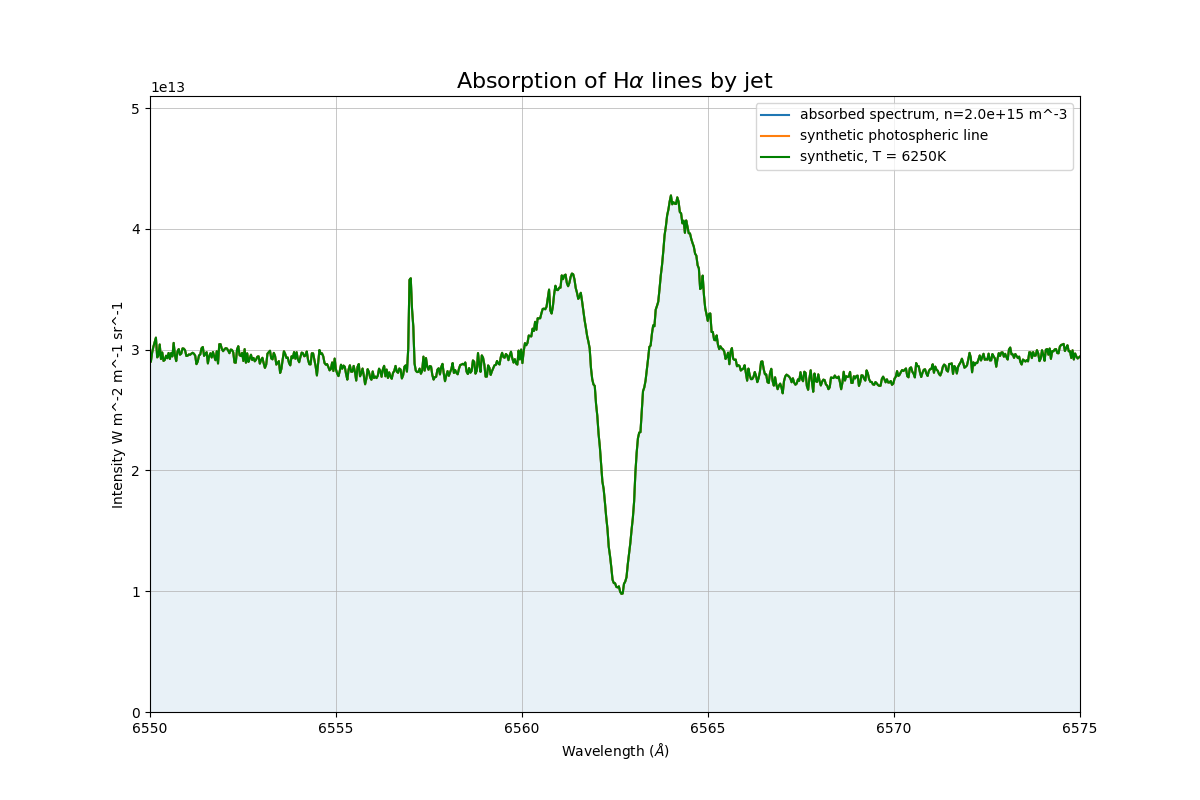 Absorption of Hα lines by jet
1e13
absorbed spectrum, n=2.0e+15 m^-3
synthetic photospheric line
synthetic, T = 6250K
5
4
3
2
1
0
Intensity W m^-2 m^-1 sr^-1
6550 6555 6560 6565 6570 6575
Wavelength (Å)